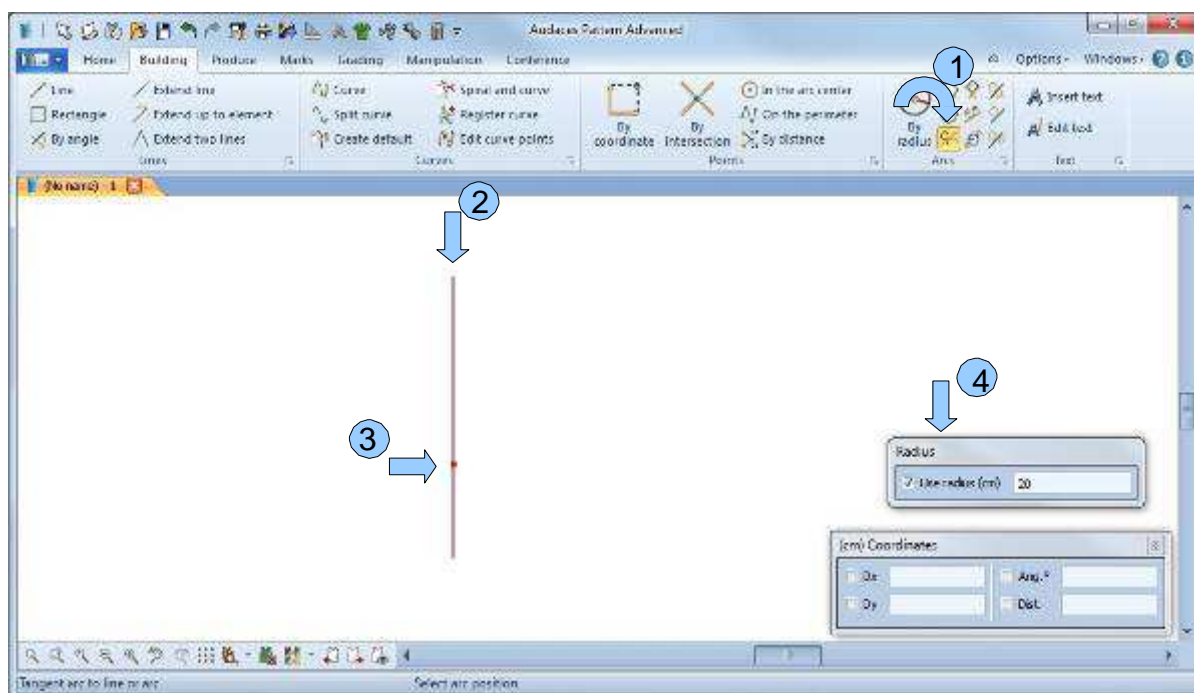 Audaces Pattern Advanced
Home Building Produce Marks Grading Manipulation Conference Options Windows
1
Line Extend line Curve Spiral and curve In the arc center Insert text
Rectangle Extend up to element Split curve Register curve By coordinate By Intersection On the perimeter By radius Edit text
By angle Extend two lines Create default Edit curve points By distance
Lines Curves Points Arcs Text
(No name) 1
2
3
4
Radius
Use radius (cm) 20
(cm) Coordinates
Dx Ang.º
Dy Dist.
Tangent arc to line or arc Select arc position